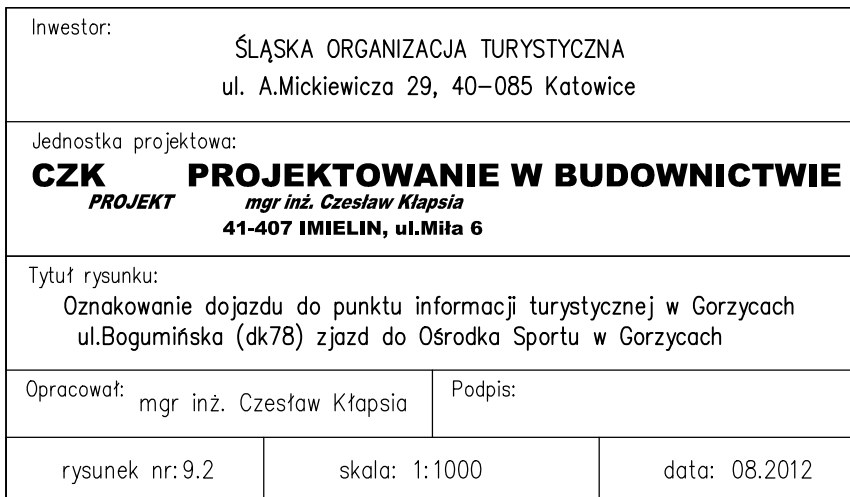 Inwestor:
ŚLĄSKA ORGANIZACJA TURYSTYCZNA
ul. A.Mickiewicza 29, 40-085 Katowice
Jednostka projektowa:
CZK PROJEKTOWANIE W BUDOWNICTWIE
PROJEKT mgr inż. Czesław Kłapsia
41-407 IMIELIN, ul.Miła 6
Tytuł rysunku:
Oznakowanie dojazdu do punktu informacji turystycznej w Gorzycach
ul.Bogumińska (dk78) zjazd do Ośrodka Sportu w Gorzycach
Opracował: mgr inż. Czesław Kłapsia Podpis:
rysunek nr: 9.2 skala: 1:1000 data: 08.2012